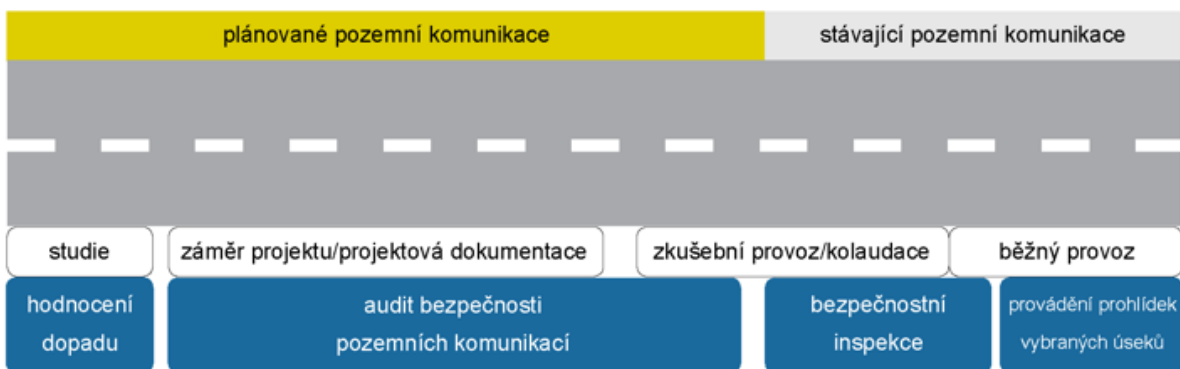 plánované pozemní komunikace
stávající pozemní komunikace
studie
záměr projektu/projektová dokumentace
zkušební provoz/kolaudace
běžný provoz
hodnocení
dopadu
audit bezpečnosti
pozemních komunikací
bezpečnostní
inspekce
provádění prohlídek
vybraných úseků